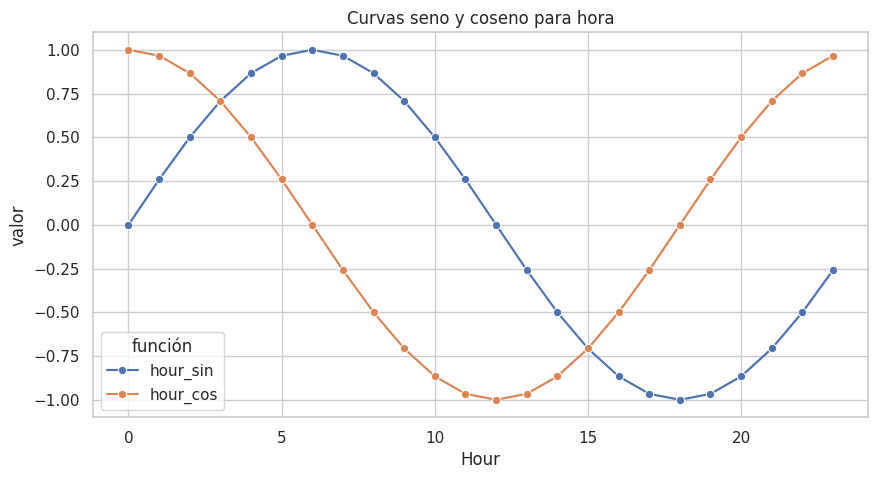 Curvas seno y coseno para hora
valor
1.00
0.75
0.50
0.25
0.00
−0.25
−0.50
−0.75
−1.00
función
hour_sin
hour_cos
0 5 10 15 20
Hour